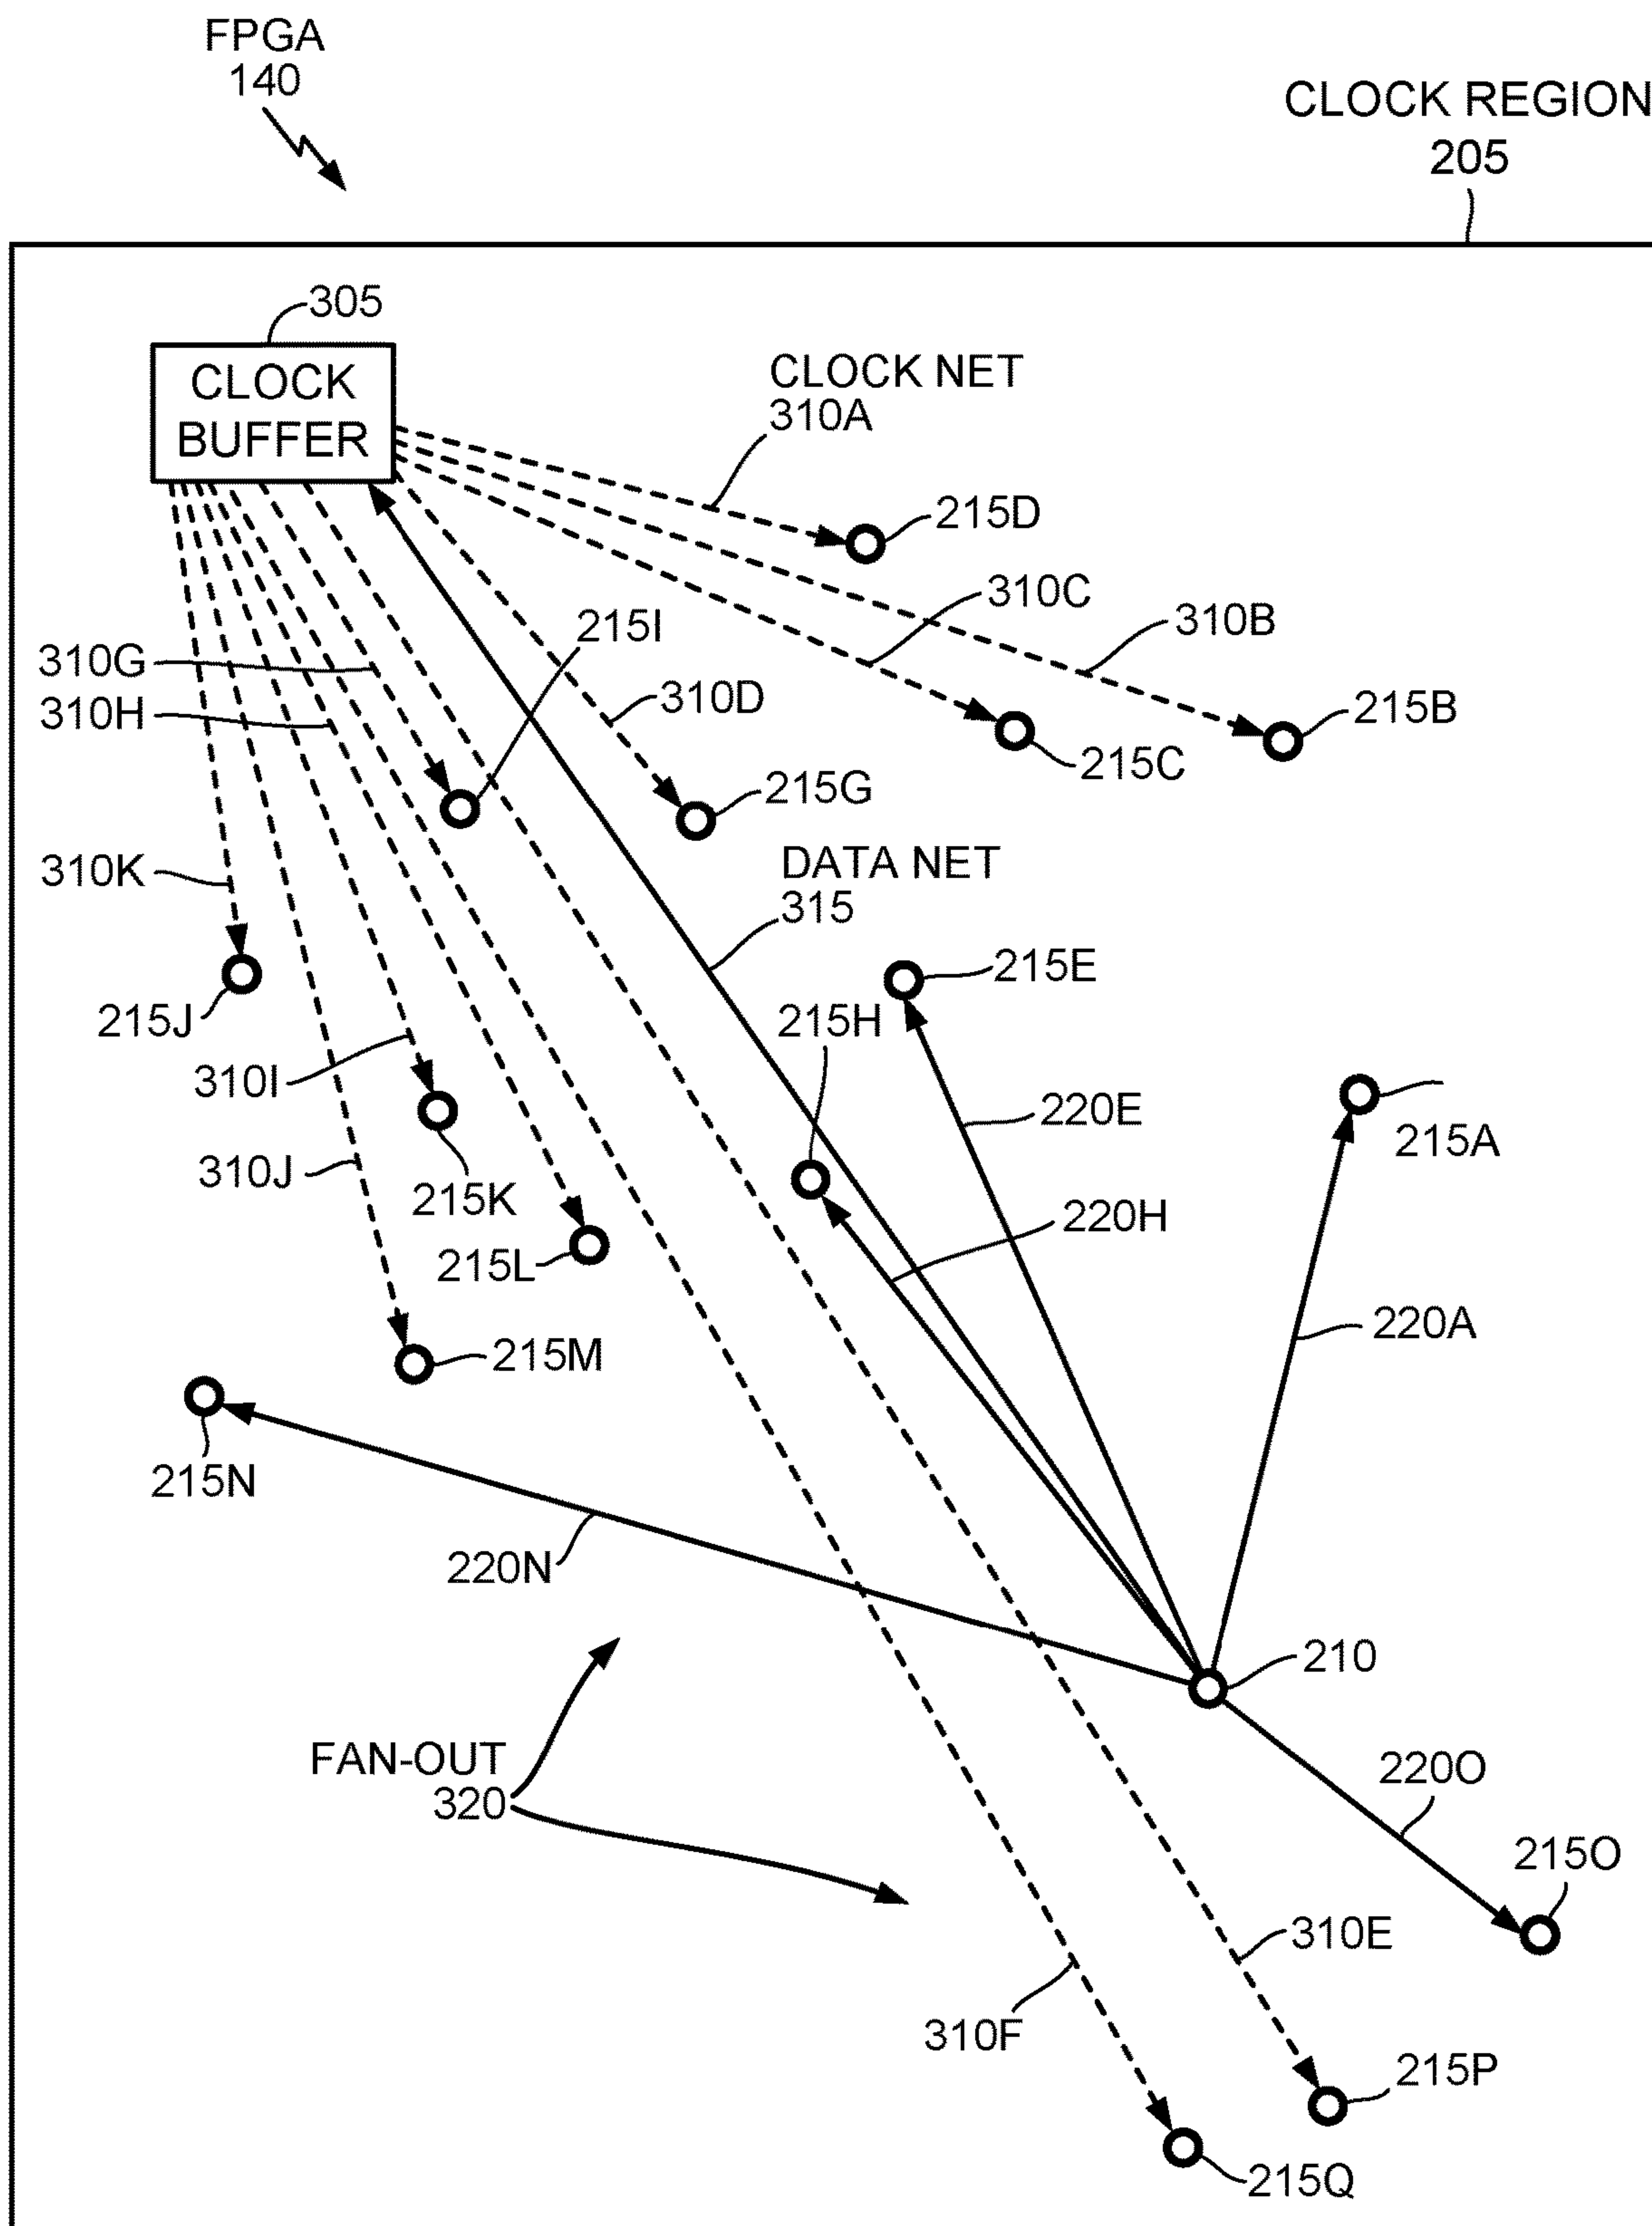 FPGA
140
CLOCK REGION
205
305
CLOCK
BUFFER
CLOCK NET
310A
215D
310C
310B
215I
310G
310D
310H
215B
215C
215G
DATA NET
310K
315
215E
215J
215H
310I
220E
215A
310J
215K
220H
215L
220A
215M
215N
220N
210
FAN-OUT
320
220O
215O
310E
310F
215P
215Q